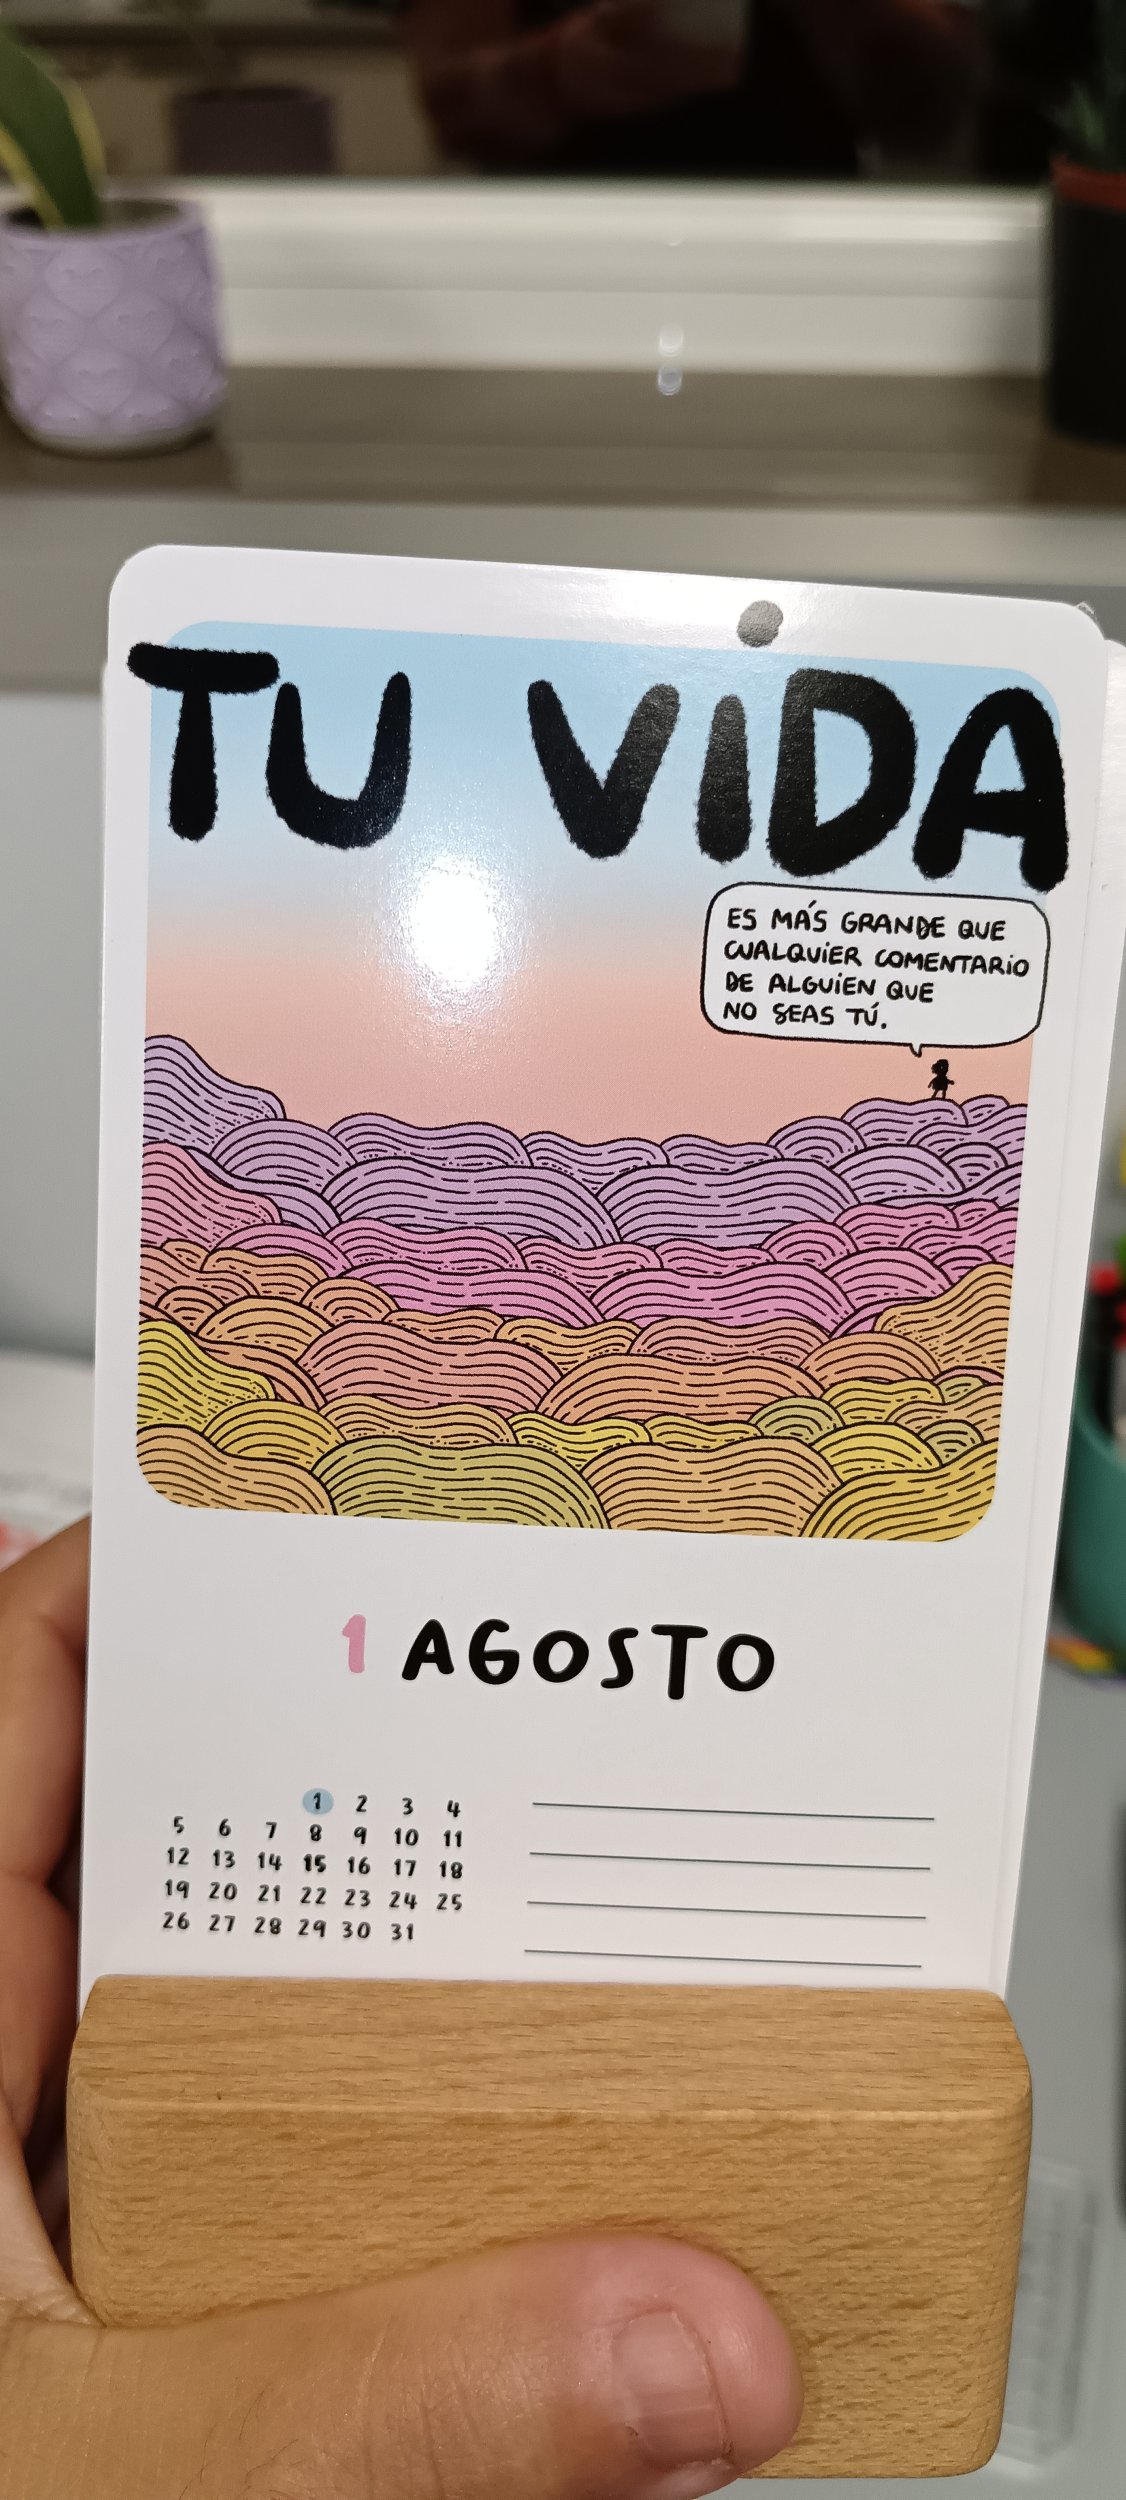 TU VIDA
ES MÁS GRANDE QUE
CUALQUIER COMENTARIO
DE ALGUIEN QUE
NO SEAS TÚ.
1 AGOSTO
1 2 3 4
5 6 7 8 9 10 11
12 13 14 15 16 17 18
19 20 21 22 23 24 25
26 27 28 29 30 31